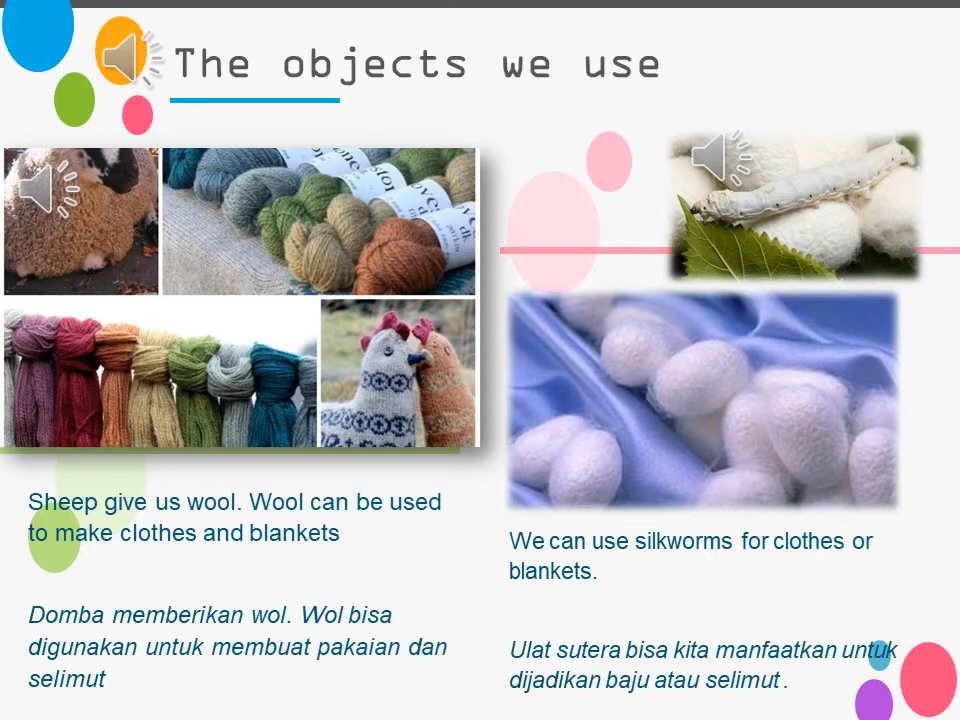 The objects we use
Sheep give us wool. Wool can be used
to make clothes and blankets
Domba memberikan wol. Wol bisa
digunakan untuk membuat pakaian dan
selimut
We can use silkworms for clothes or
blankets.
Ulat sutera bisa kita manfaatkan untuk
dijadikan baju atau selimut .